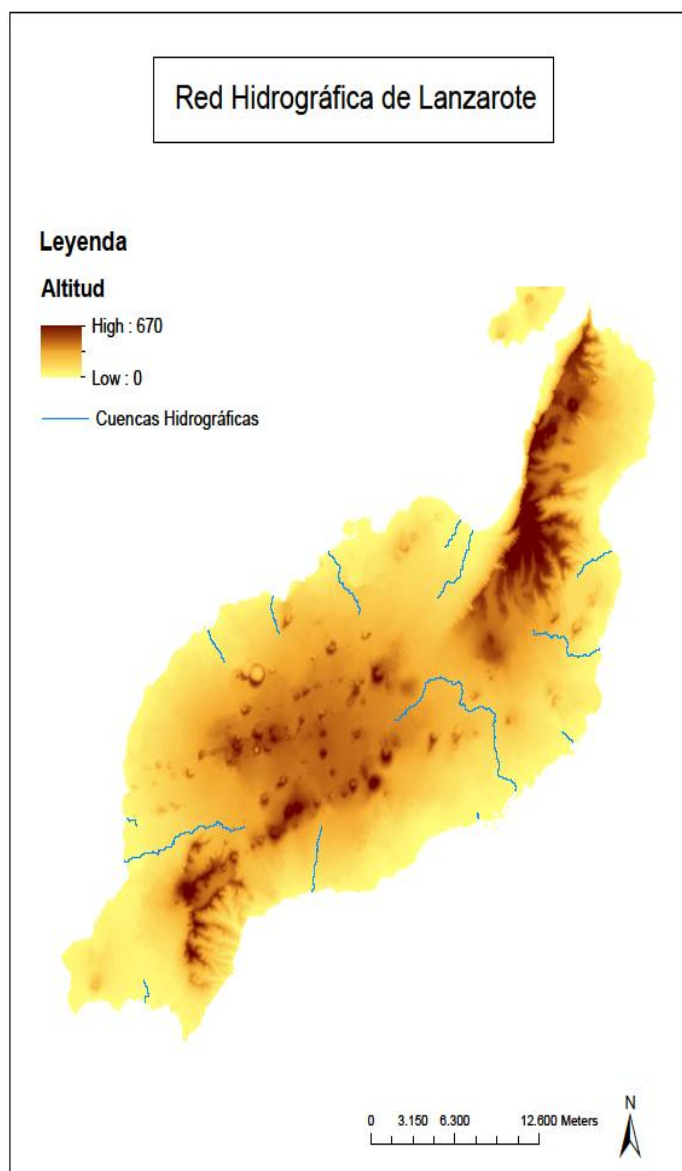 Red Hidrográfica de Lanzarote
Leyenda
Altitud
High : 670
Low : 0
Cuencas Hidrográficas
0 3.150 6.300 12.600 Meters
N